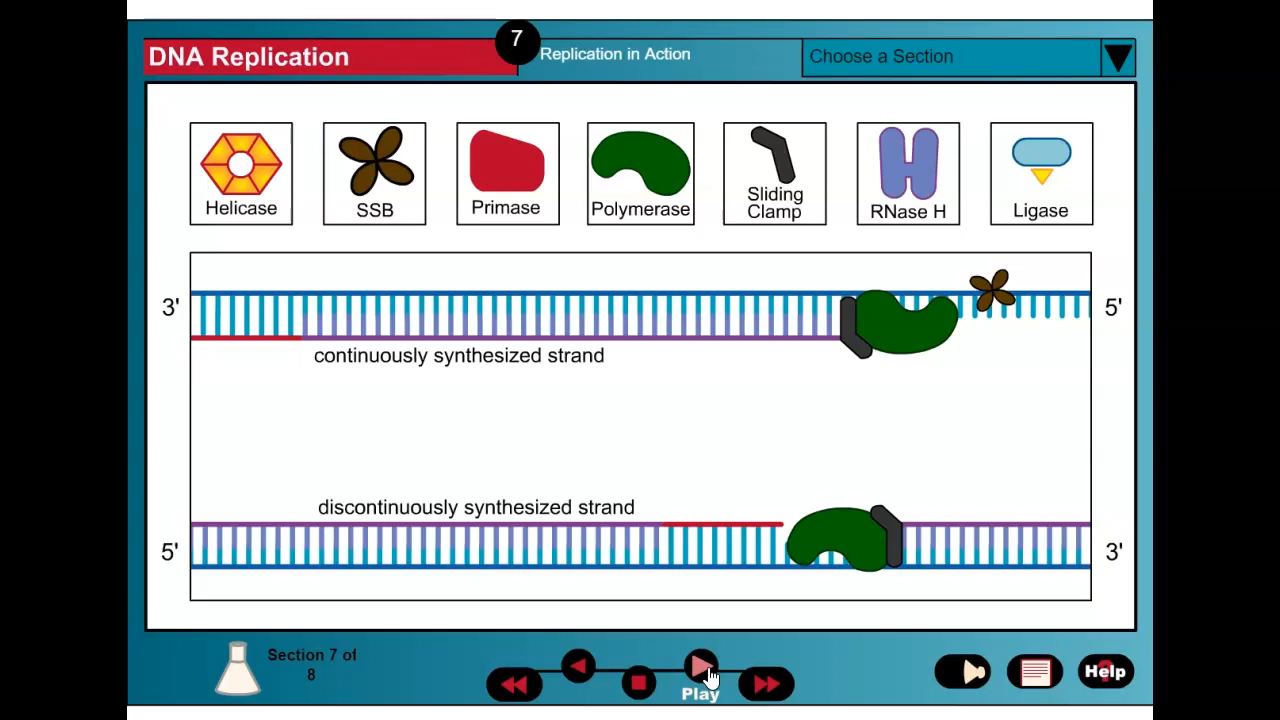 7
DNA Replication
Replication in Action
Choose a Section
Helicase
SSB
Primase
Polymerase
Sliding
Clamp
RNase H
Ligase
3'
5'
continuously synthesized strand
discontinuously synthesized strand
5'
3'
Section 7 of
8
Play
Help